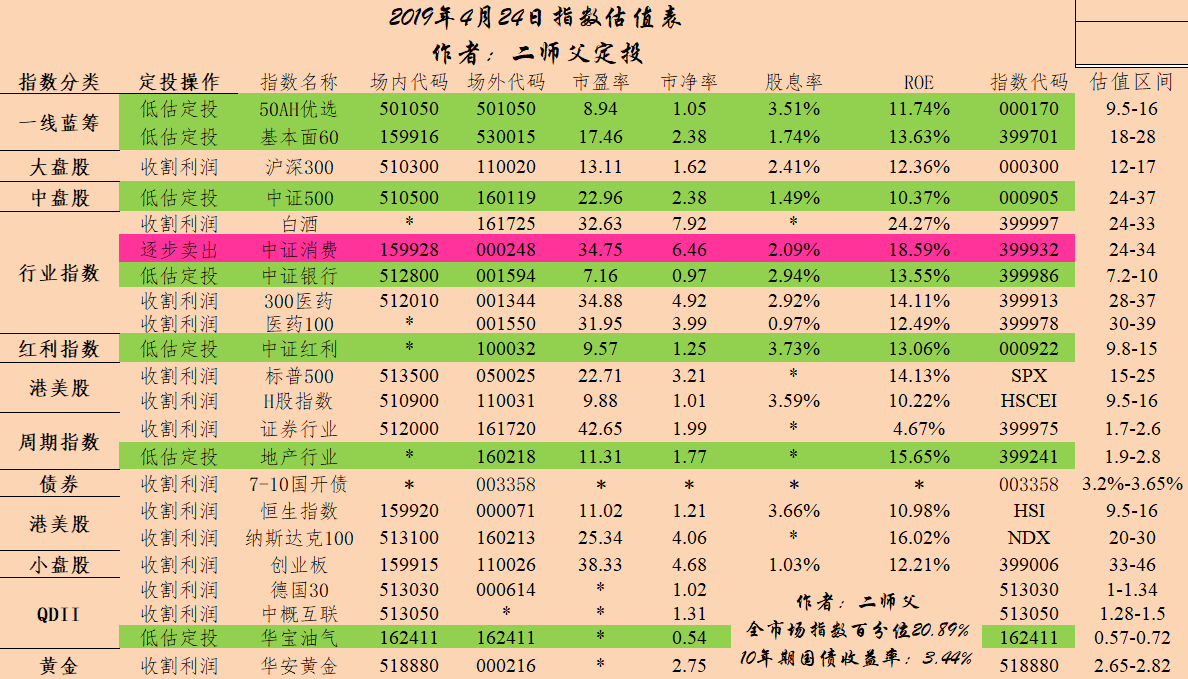 2019年4月24日指数估值表
作者：二师父定投
指数分类 定投操作 指数名称 场内代码 场外代码 市盈率 市净率 股息率 ROE 指数代码 估值区间
一线蓝筹 低估定投 50AH优选 501050 501050 8.94 1.05 3.51% 11.74% 000170 9.5-16
低估定投 基本面60 159916 530015 17.46 2.38 1.74% 13.63% 399701 18-28
大盘股 收割利润 沪深300 510300 110020 13.11 1.62 2.41% 12.36% 000300 12-17
中盘股 低估定投 中证500 510500 160119 22.96 2.38 1.49% 10.37% 000905 24-37
行业指数 收割利润 白酒 * 161725 32.63 7.92 * 24.27% 399997 24-33
逐步卖出 中证消费 159928 000248 34.75 6.46 2.09% 18.59% 399932 24-34
低估定投 中证银行 512800 001594 7.16 0.97 2.94% 13.55% 399986 7.2-10
收割利润 300医药 512010 001344 34.88 4.92 2.92% 14.11% 399913 28-37
收割利润 医药100 * 001550 31.95 3.99 0.97% 12.49% 399978 30-39
红利指数 低估定投 中证红利 * 100032 9.57 1.25 3.73% 13.06% 000922 9.8-15
港美股 收割利润 标普500 513500 050025 22.71 3.21 * 14.13% SPX 15-25
收割利润 H股指数 510900 110031 9.88 1.01 3.59% 10.22% HSCEI 9.5-16
周期指数 收割利润 证券行业 512000 161720 42.65 1.99 * 4.67% 399975 1.7-2.6
低估定投 地产行业 * 160218 11.31 1.77 * 15.65% 399241 1.9-2.8
债券 收割利润 7-10国开债 * 003358 * * * * 003358 3.2%-3.65%
港美股 收割利润 恒生指数 159920 000071 11.02 1.21 3.66% 10.98% HSI 9.5-16
收割利润 纳斯达克100 513100 160213 25.34 4.06 * 16.02% NDX 20-30
小盘股 收割利润 创业板 159915 110026 38.33 4.68 1.03% 12.21% 399006 33-46
QDII 收割利润 德国30 513030 000614 * 1.02 513030 1-1.34
收割利润 中概互联 513050 * * 1.31 513050 1.28-1.5
低估定投 华宝油气 162411 162411 * 0.54 162411 0.57-0.72
黄金 收割利润 华安黄金 518880 000216 * 2.75 518880 2.65-2.82
作者：二师父
全市场指数百分位20.89%
10年期国债收益率：3.44%